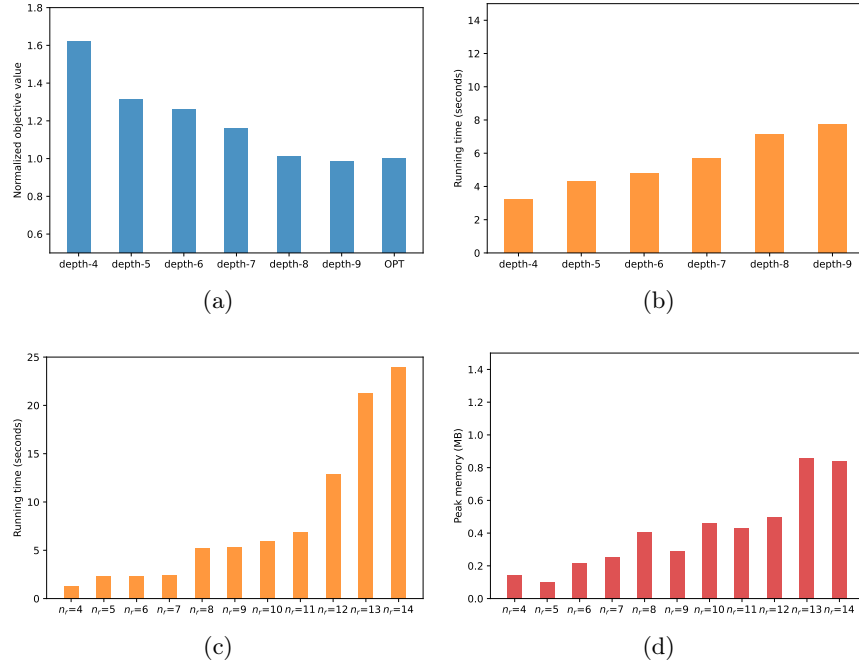 1.8
1.6
1.4
1.2
1.0
0.8
0.6
Normalized objective value
depth-4 depth-5 depth-6 depth-7 depth-8 depth-9 OPT
(a)
14
12
10
8
6
4
2
0
Running time (seconds)
depth-4 depth-5 depth-6 depth-7 depth-8 depth-9
(b)
25
20
15
10
5
0
Running time (seconds)
n_r=4 n_r=5 n_r=6 n_r=7 n_r=8 n_r=9 n_r=10 n_r=11 n_r=12 n_r=13 n_r=14
(c)
1.4
1.2
1.0
0.8
0.6
0.4
0.2
0.0
Peak memory (MB)
n_r=4 n_r=5 n_r=6 n_r=7 n_r=8 n_r=9 n_r=10 n_r=11 n_r=12 n_r=13 n_r=14
(d)